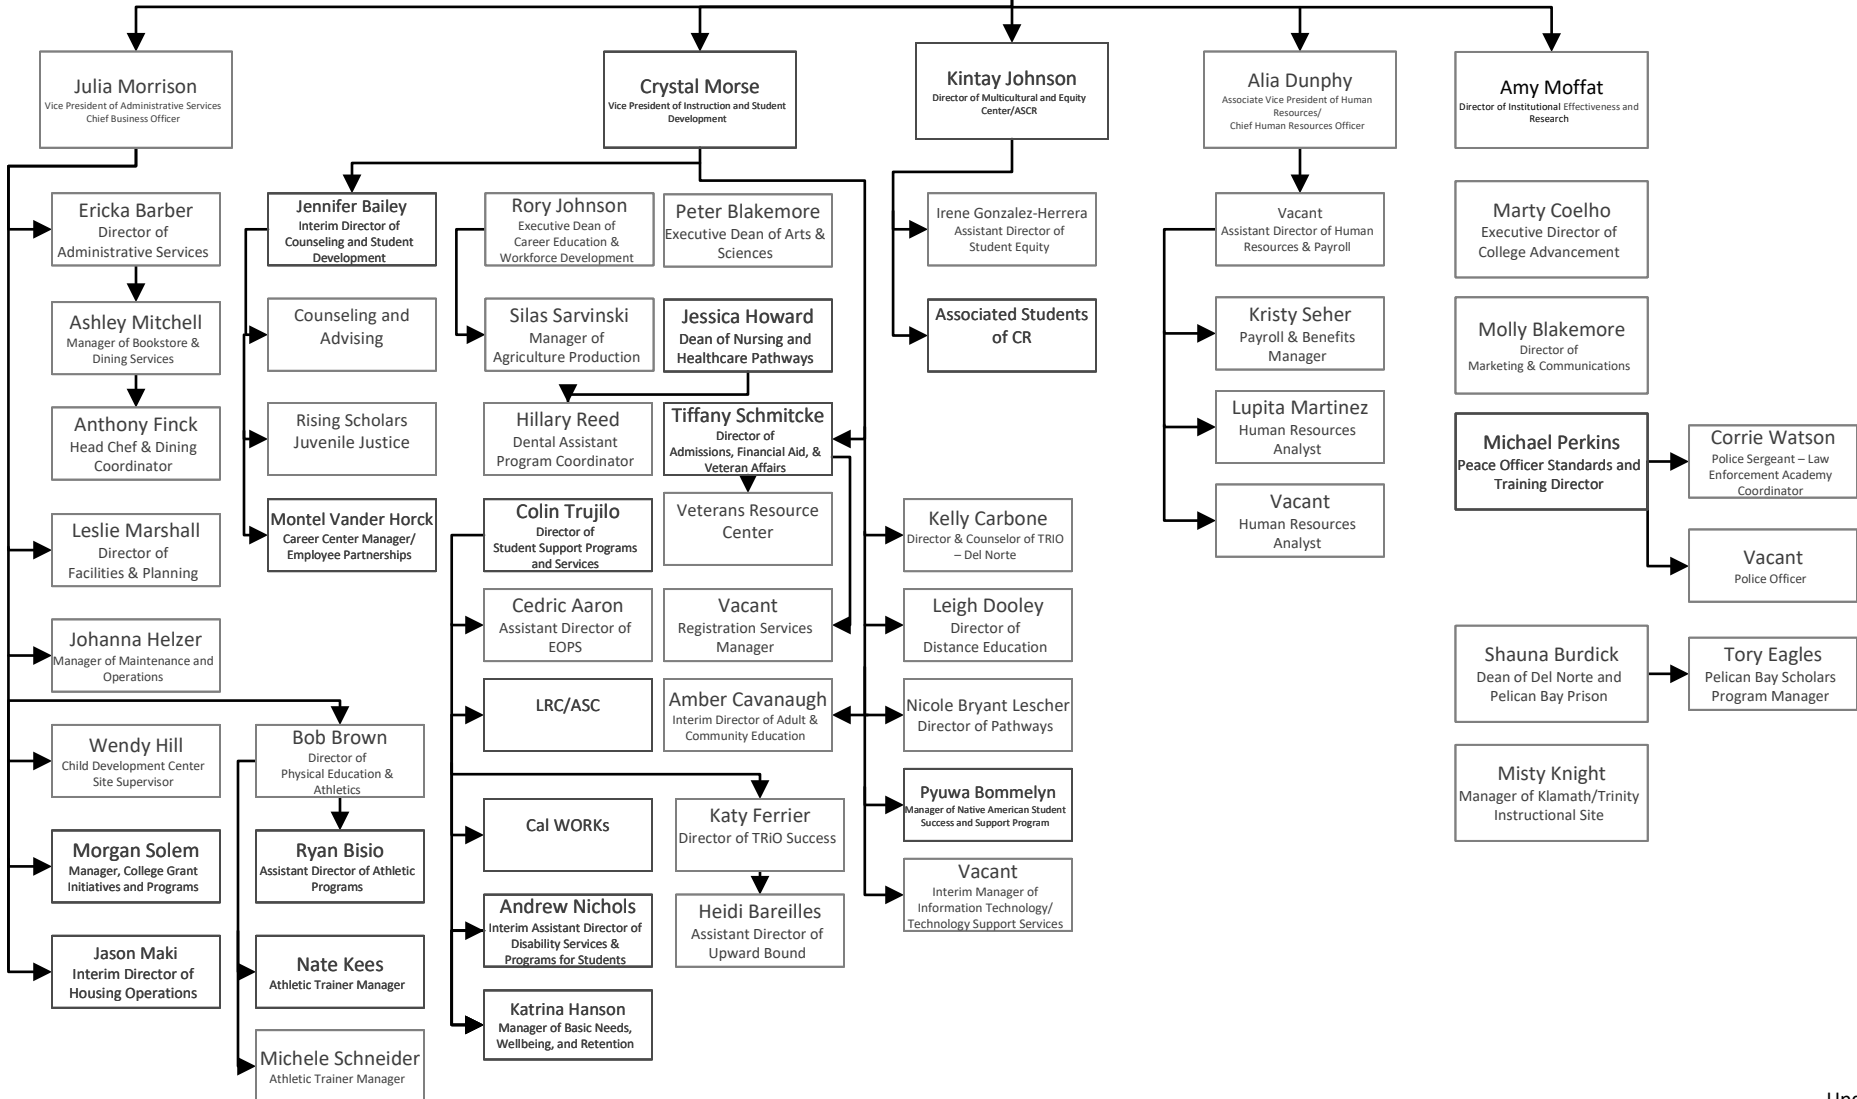 Julia Morrison
Vice President of Administrative Services
Chief Business Officer
Crystal Morse
Vice President of Instruction and Student
Development
Kintay Johnson
Director of Multicultural and Equity
Center/ASCR
Alia Dunphy
Associate Vice President of Human
Resources/
Chief Human Resources Officer
Amy Moffat
Director of Institutional Effectiveness and
Research
Ericka Barber
Director of
Administrative Services
Ashley Mitchell
Manager of Bookstore &
Dining Services
Anthony Finck
Head Chef & Dining
Coordinator
Leslie Marshall
Director of
Facilities & Planning
Johanna Helzer
Manager of Maintenance and
Operations
Wendy Hill
Child Development Center
Site Supervisor
Morgan Solem
Manager, College Grant
Initiatives and Programs
Jason Maki
Interim Director of
Housing Operations
Bob Brown
Director of
Physical Education &
Athletics
Ryan Bisio
Assistant Director of Athletic
Programs
Nate Kees
Athletic Trainer Manager
Michele Schneider
Athletic Trainer Manager
Jennifer Bailey
Interim Director of
Counseling and Student
Development
Counseling and
Advising
Rising Scholars
Juvenile Justice
Montel Vander Horck
Career Center Manager/
Employee Partnerships
Rory Johnson
Executive Dean of
Career Education &
Workforce Development
Silas Sarvinski
Manager of
Agriculture Production
Peter Blakemore
Executive Dean of Arts &
Sciences
Jessica Howard
Dean of Nursing and
Healthcare Pathways
Hillary Reed
Dental Assistant
Program Coordinator
Tiffany Schmitcke
Director of
Admissions, Financial Aid, &
Veteran Affairs
Veterans Resource
Center
Vacant
Registration Services
Manager
Amber Cavanaugh
Interim Director of Adult &
Community Education
Colin Trujilo
Director of
Student Support Programs
and Services
Cedric Aaron
Assistant Director of
EOPS
LRC/ASC
Cal WORKs
Andrew Nichols
Interim Assistant Director of
Disability Services &
Programs for Students
Katrina Hanson
Manager of Basic Needs,
Wellbeing, and Retention
Katy Ferrier
Director of TRiO Success
Heidi Bareilles
Assistant Director of
Upward Bound
Kelly Carbone
Director & Counselor of TRIO
– Del Norte
Leigh Dooley
Director of
Distance Education
Nicole Bryant Lescher
Director of Pathways
Pyuwa Bommelyn
Manager of Native American Student
Success and Support Program
Vacant
Interim Manager of
Information Technology/
Technology Support Services
Irene Gonzalez-Herrera
Assistant Director of
Student Equity
Associated Students
of CR
Vacant
Assistant Director of Human
Resources & Payroll
Kristy Seher
Payroll & Benefits
Manager
Lupita Martinez
Human Resources
Analyst
Vacant
Human Resources
Analyst
Marty Coelho
Executive Director of
College Advancement
Molly Blakemore
Director of
Marketing & Communications
Michael Perkins
Peace Officer Standards and
Training Director
Corrie Watson
Police Sergeant – Law
Enforcement Academy
Coordinator
Vacant
Police Officer
Shauna Burdick
Dean of Del Norte and
Pelican Bay Prison
Tory Eagles
Pelican Bay Scholars
Program Manager
Misty Knight
Manager of Klamath/Trinity
Instructional Site